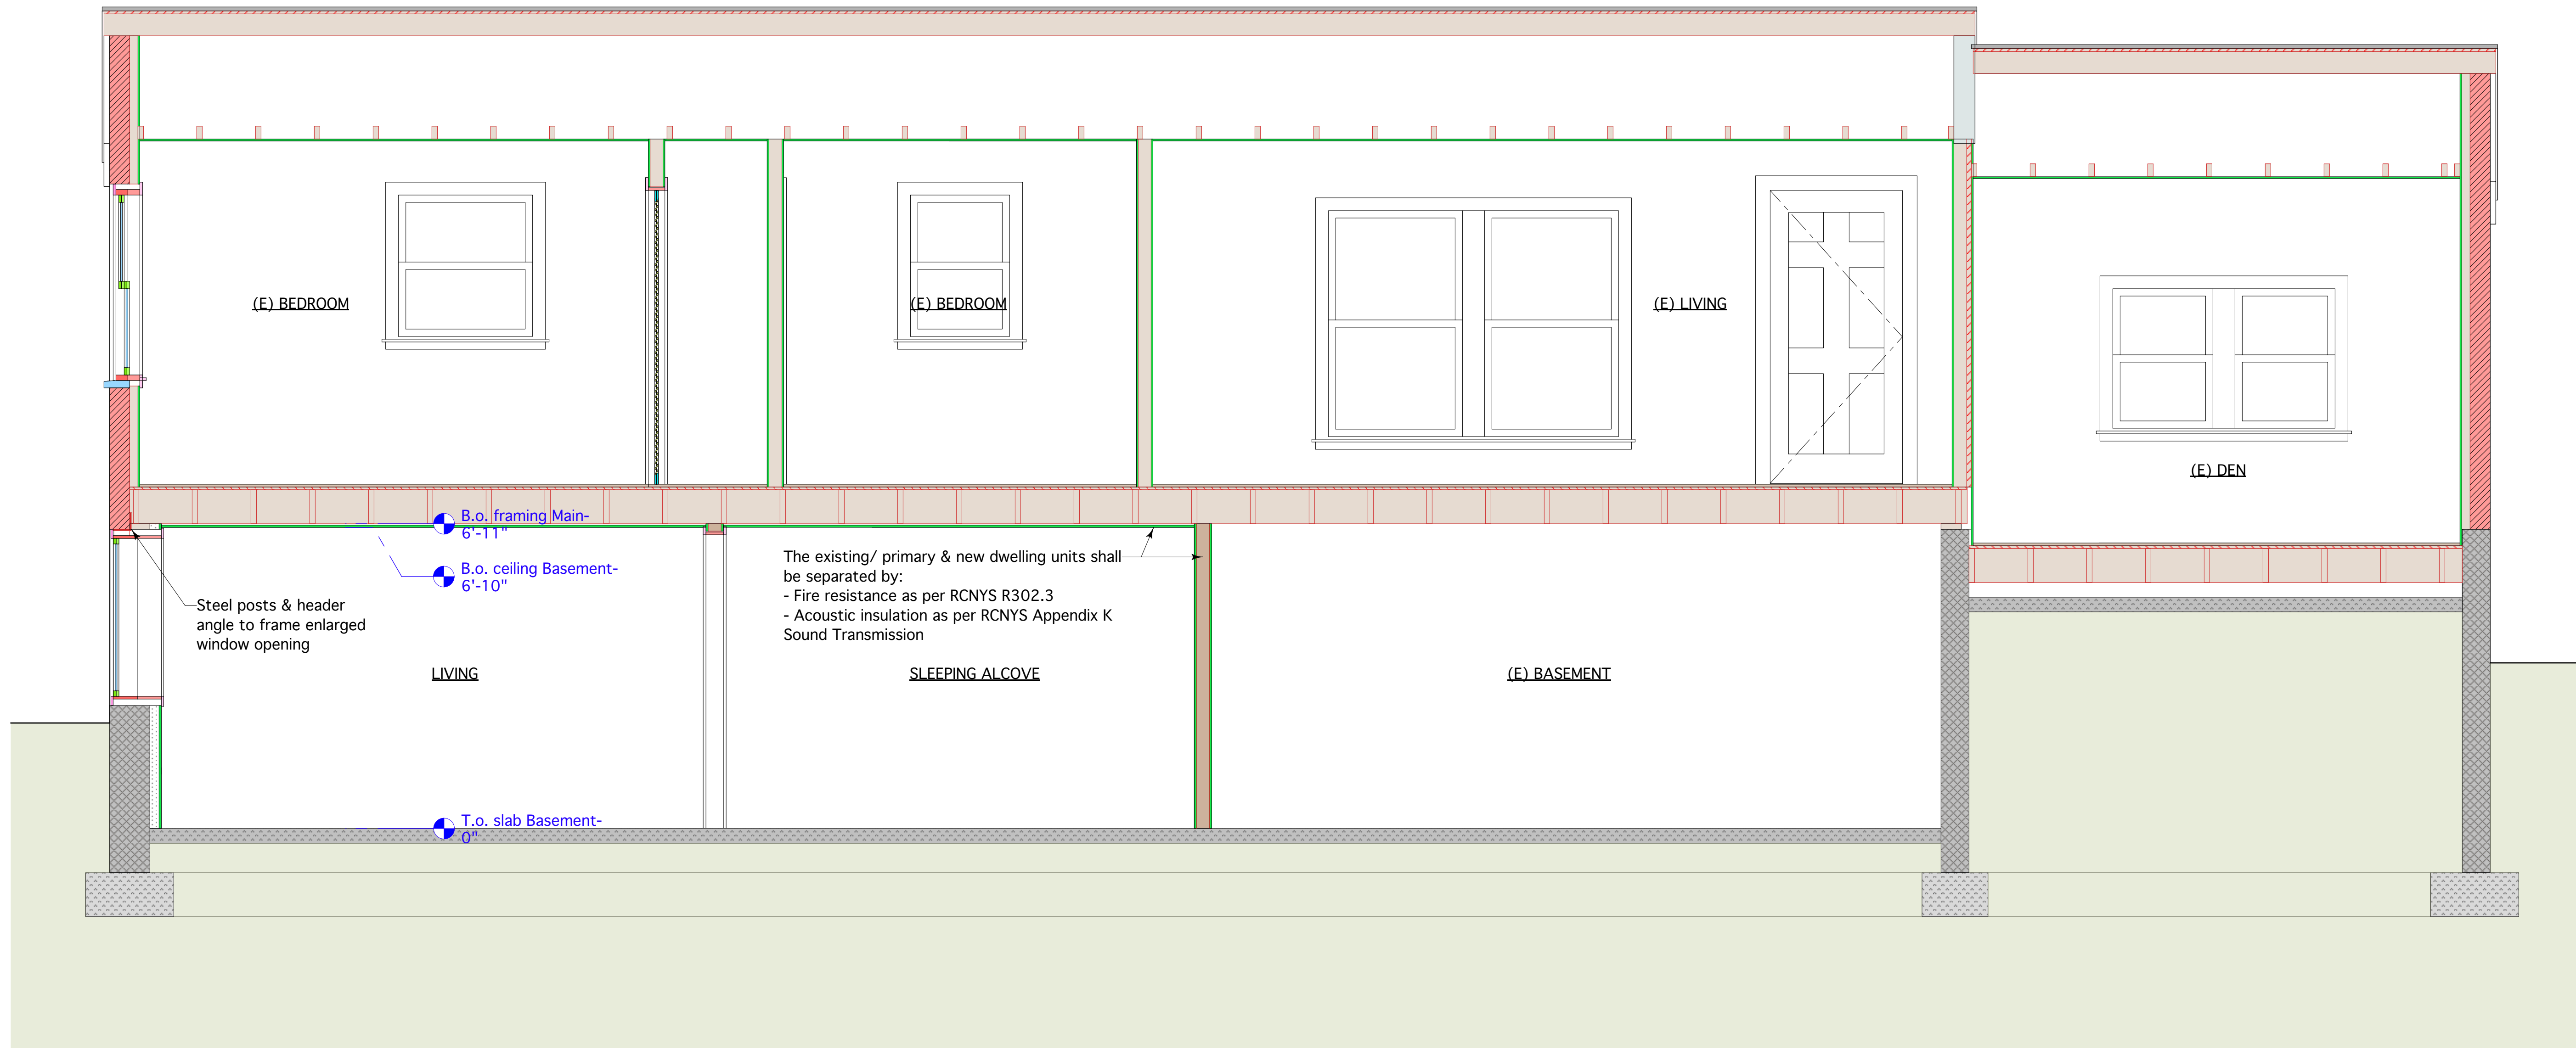 (E) BEDROOM
(E) BEDROOM
(E) LIVING
(E) DEN
B.o. framing Main-
6'-11"
B.o. ceiling Basement-
6'-10"
Steel posts & header
angle to frame enlarged
window opening
The existing/ primary & new dwelling units shall
be separated by:
- Fire resistance as per RCNYS R302.3
- Acoustic insulation as per RCNYS Appendix K
Sound Transmission
LIVING
SLEEPING ALCOVE
(E) BASEMENT
T.o. slab Basement-
0"